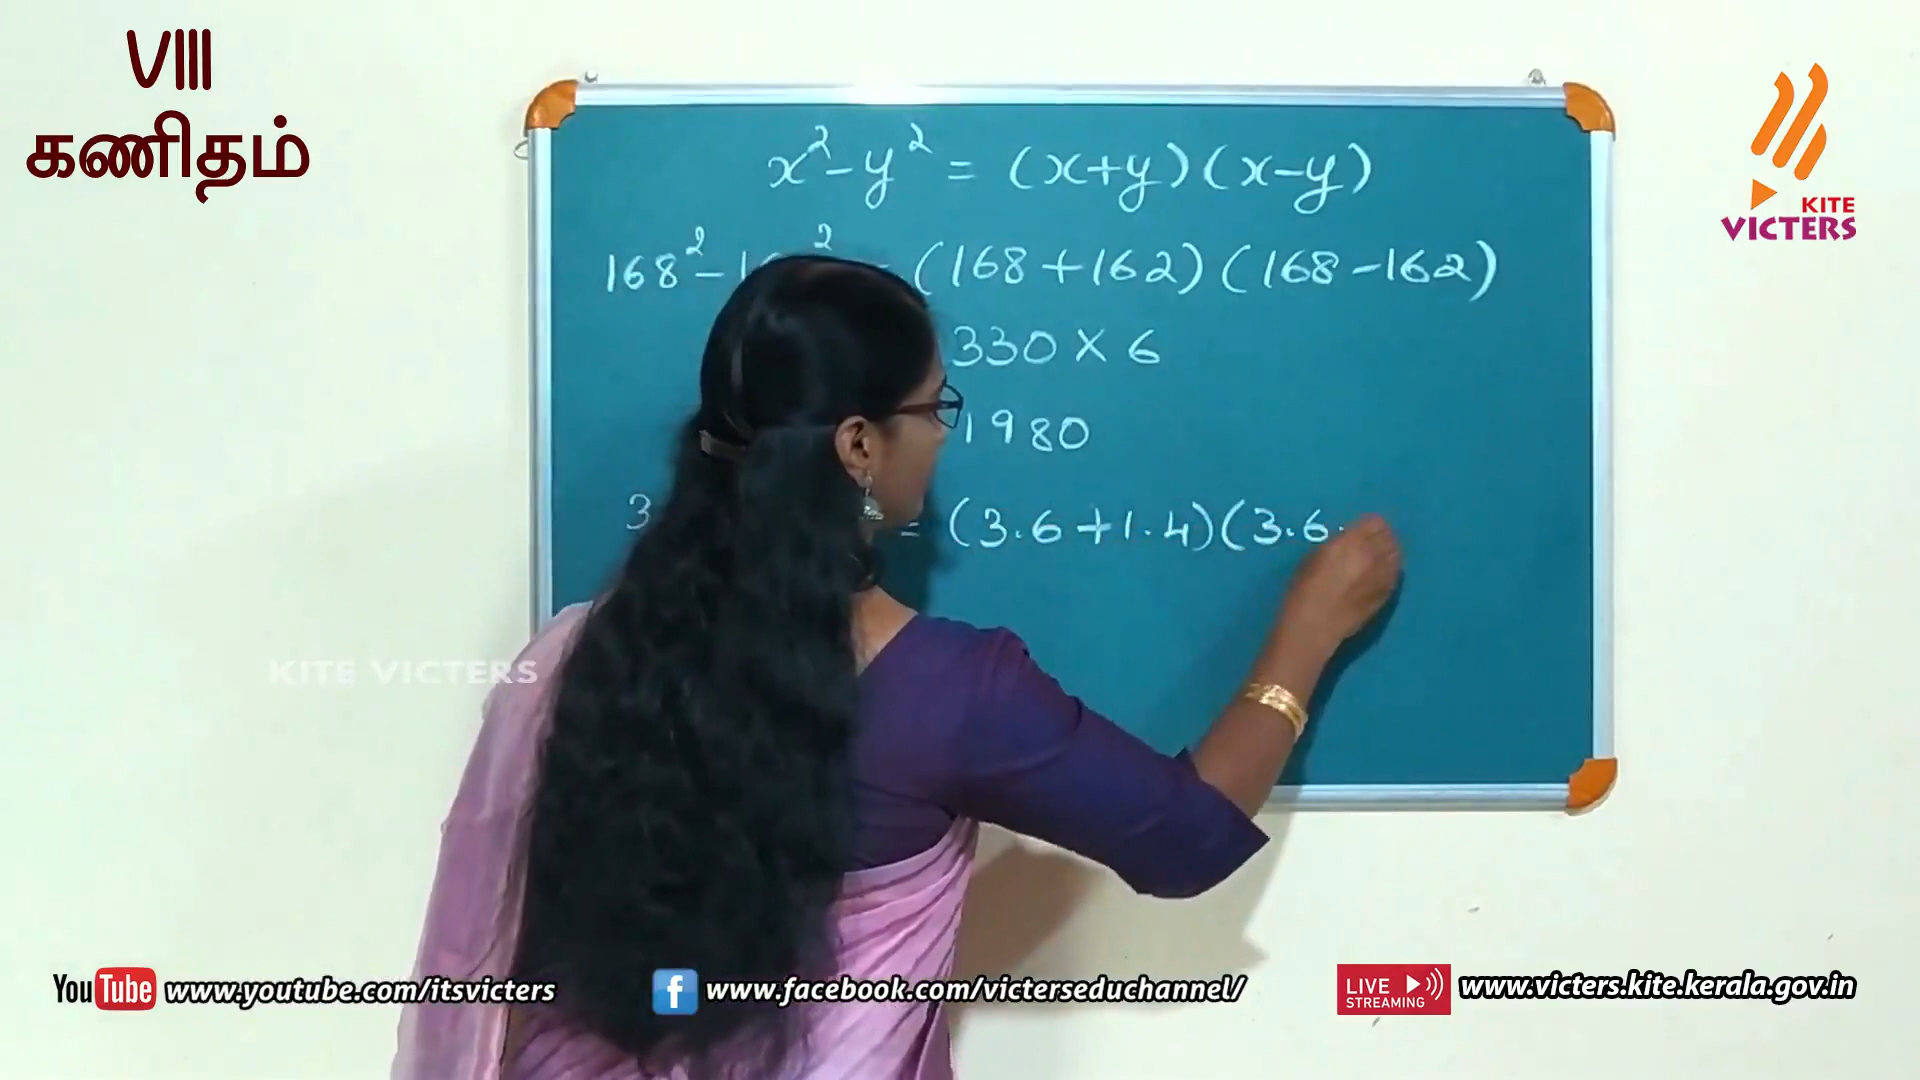 VIII
கணிதம்
KITE
VICTERS
x² - y² = (x+y)(x-y)
168² - 1 ² = (168+162)(168-162)
330 × 6
1980
3 = (3.6+1.4)(3.6
KITE VICTERS
You Tube www.youtube.com/itsvicters
f www.facebook.com/victerseduchannel/
LIVE STREAMING www.victers.kite.kerala.gov.in